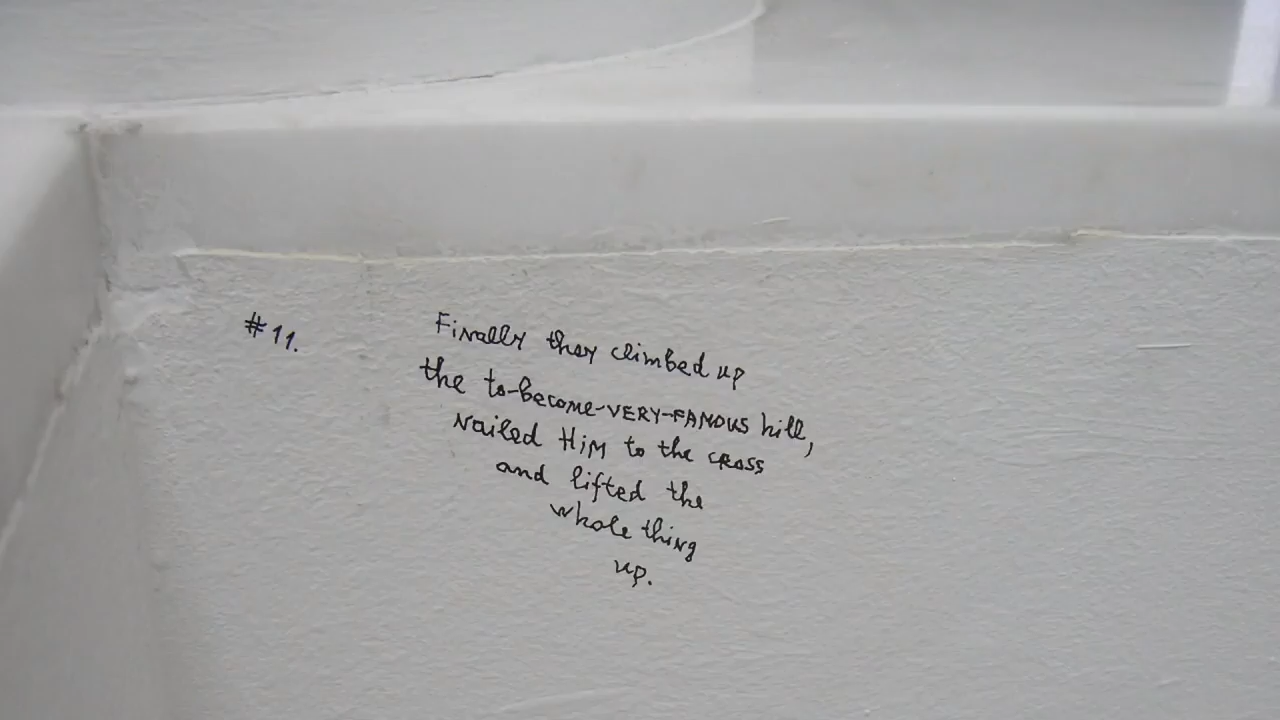 #11.
Finally they climbed up
the to-become-VERY-FAMOUS hill,
Nailed HiM to the cross
and lifted the
whole thing
up.